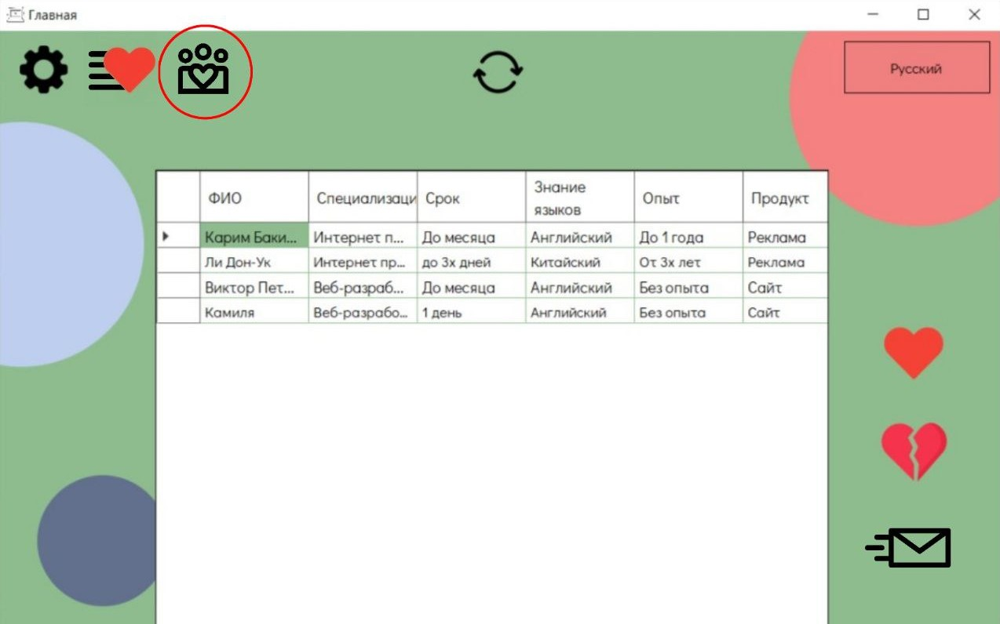 Главная
Русский
ФИО Специализаци Срок Знание языков Опыт Продукт
Карим Баки... Интернет п... До месяца Английский До 1 года Реклама
Ли Дон-Ук Интернет пр... до 3х дней Китайский От 3х лет Реклама
Виктор Пет... Веб-разраб... До месяца Английский Без опыта Сайт
Камиля Веб-разрабо... 1 день Английский Без опыта Сайт